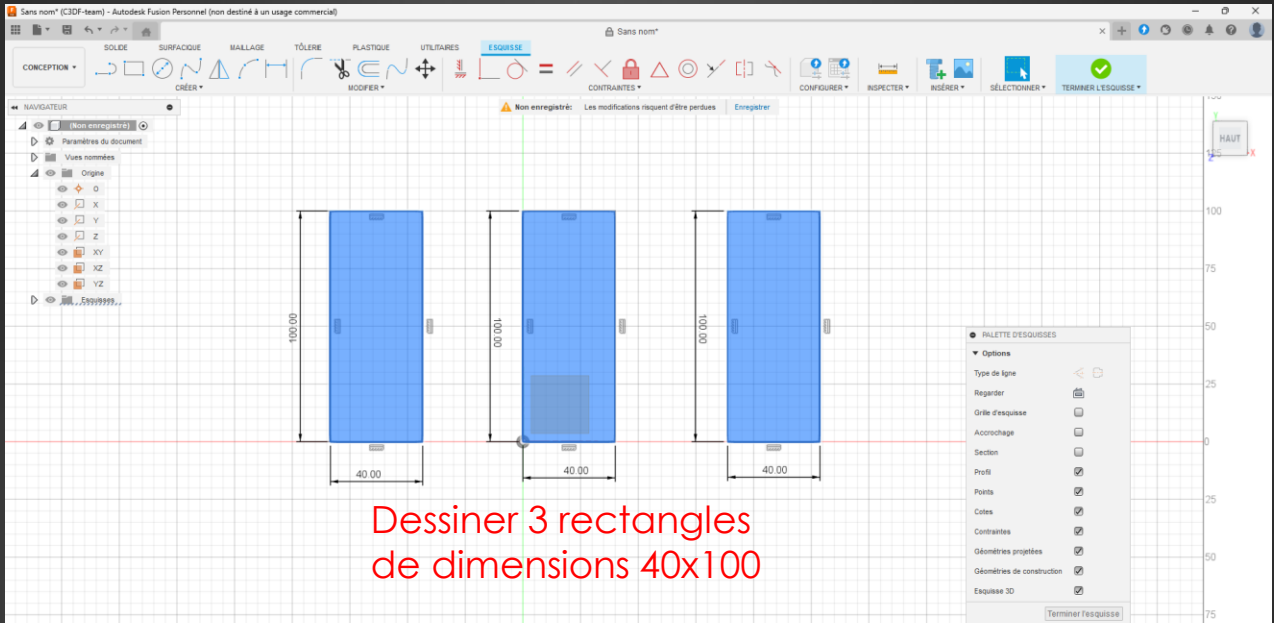 Sans nom* (C3DF-team) - Autodesk Fusion Personnel (non destiné à un usage commercial)
Sans nom*
SOLIDE SURFACIQUE MAILLAGE TÔLERIE PLASTIQUE UTILITAIRES ESQUISSE
CONCEPTION
CRÉER MODIFIER CONTRAINTES CONFIGURER INSPECTER INSÉRER SÉLECTIONNER TERMINER L'ESQUISSE
NAVIGATEUR
Non enregistré: Les modifications risquent d'être perdues Enregistrer
(Non enregistré)
Paramètres du document
Vues nommées
Origine
O
X
Y
Z
XY
XZ
YZ
Esquisses
HAUT
Y
X
Z
150
125
100
75
50
25
0
25
50
75
100.00
100.00
100.00
40.00
40.00
40.00
PALETTE D'ESQUISSES
Options
Type de ligne
Regarder
Grille d'esquisse
Accrochage
Section
Profil
Points
Cotes
Contraintes
Géométries projetées
Géométries de construction
Esquisse 3D
Terminer l'esquisse
Dessiner 3 rectangles
de dimensions 40x100